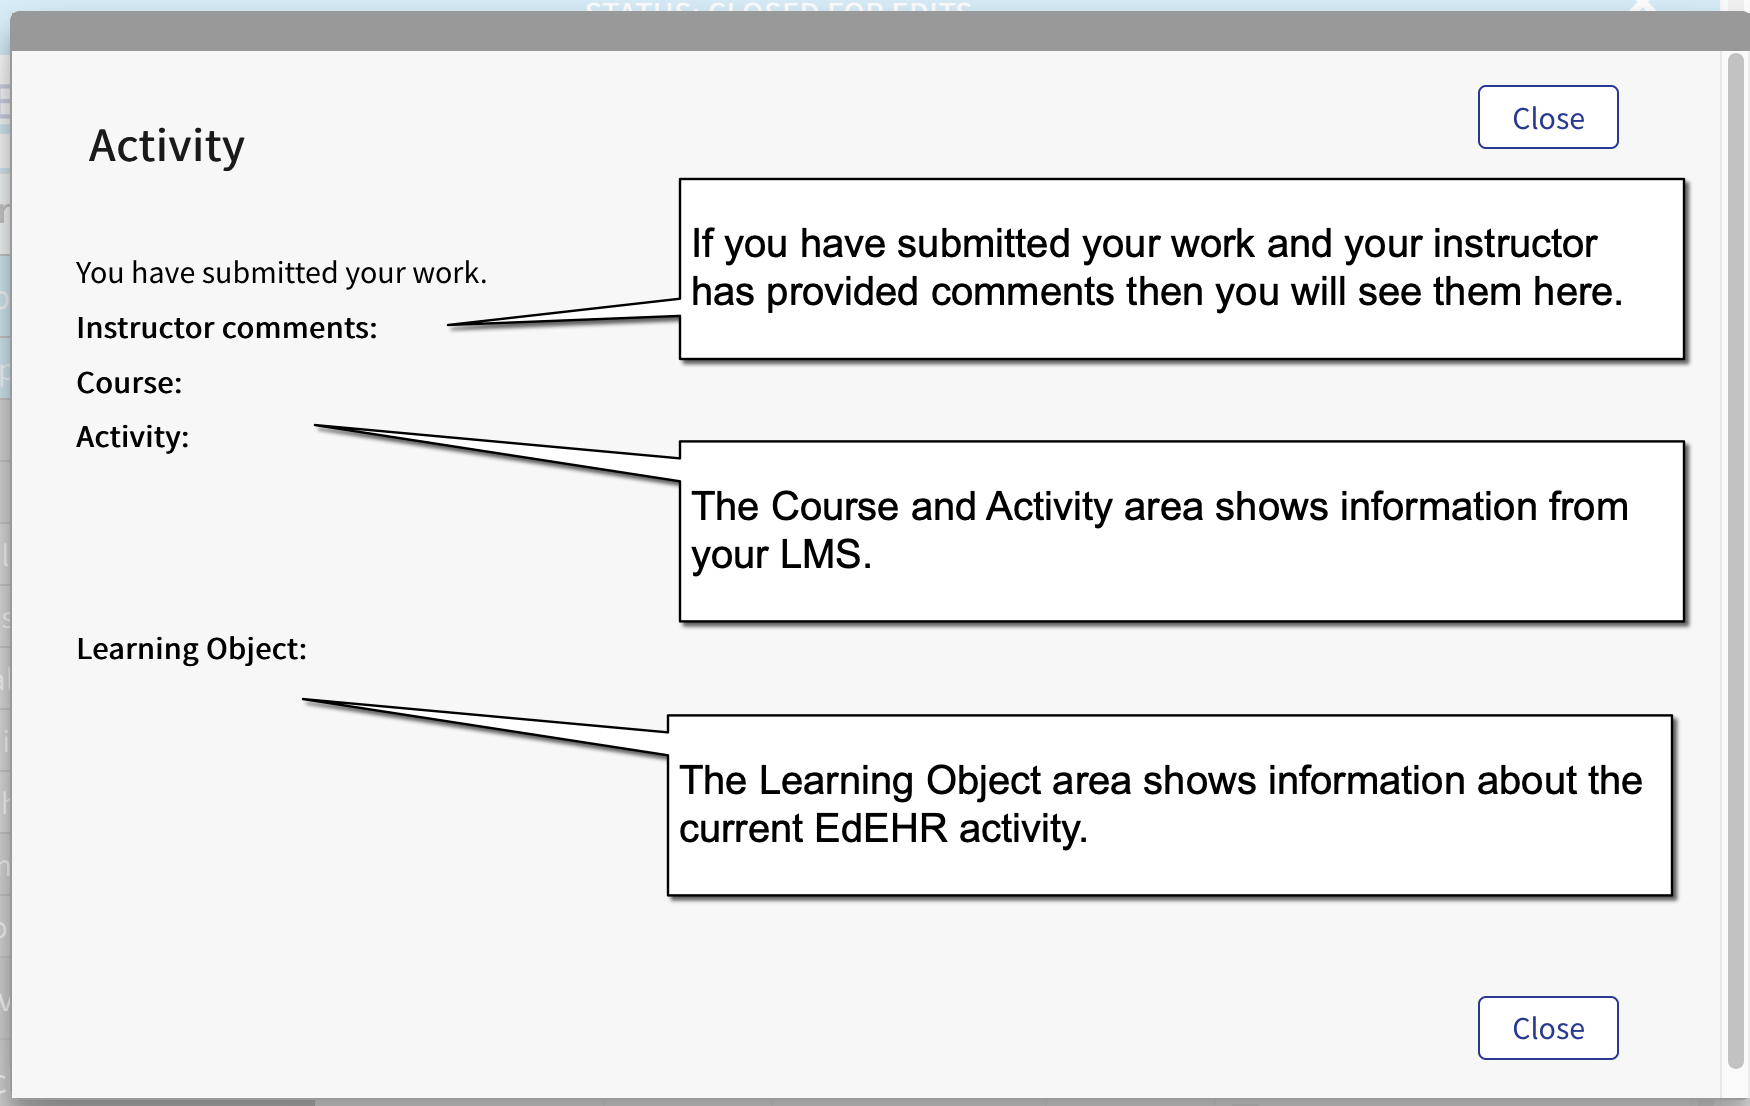 STATUS: CLOSED FOR EDITS
Close
Activity
If you have submitted your work and your instructor
has provided comments then you will see them here.
You have submitted your work.
Instructor comments:
Course:
Activity:
The Course and Activity area shows information from
your LMS.
Learning Object:
The Learning Object area shows information about the
current EdEHR activity.
Close